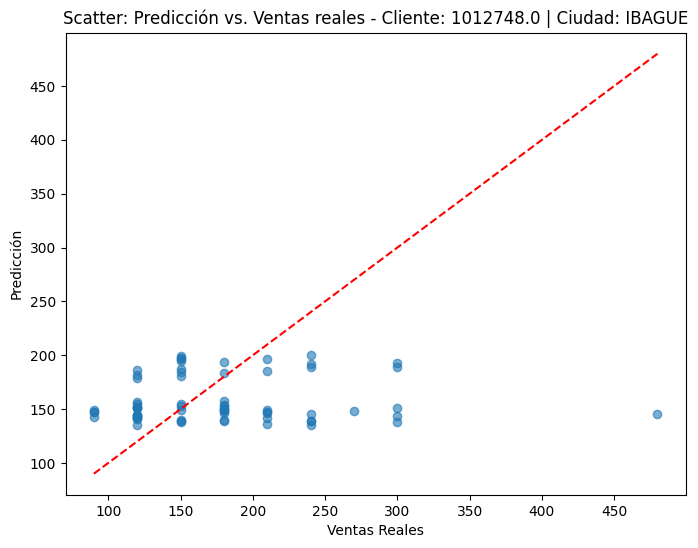 Scatter: Predicción vs. Ventas reales - Cliente: 1012748.0 | Ciudad: IBAGUE
Predicción
450
400
350
300
250
200
150
100
100 150 200 250 300 350 400 450
Ventas Reales